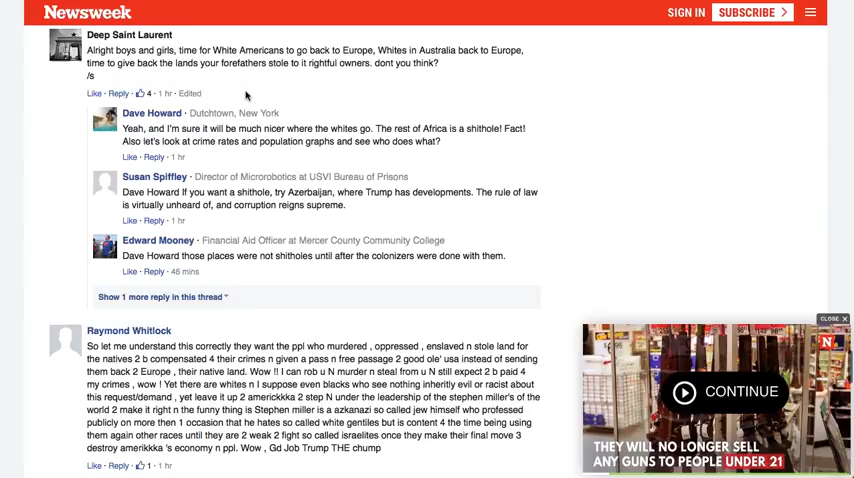 Newsweek
SIGN IN
SUBSCRIBE >
Deep Saint Laurent
Alright boys and girls, time for White Americans to go back to Europe, Whites in Australia back to Europe,
time to give back the lands your forefathers stole to it rightful owners. dont you think?
/s
Like · Reply · 4 · 1 hr · Edited
Dave Howard · Dutchtown, New York
Yeah, and I'm sure it will be much nicer where the whites go. The rest of Africa is a shithole! Fact!
Also let's look at crime rates and population graphs and see who does what?
Like · Reply · 1 hr
Susan Spiffley · Director of Microrobotics at USVI Bureau of Prisons
Dave Howard If you want a shithole, try Azerbaijan, where Trump has developments. The rule of law
is virtually unheard of, and corruption reigns supreme.
Like · Reply · 1 hr
Edward Mooney · Financial Aid Officer at Mercer County Community College
Dave Howard those places were not shitholes until after the colonizers were done with them.
Like · Reply · 46 mins
Show 1 more reply in this thread
Raymond Whitlock
So let me understand this correctly they want the ppl who murdered , oppressed , enslaved n stole land for
the natives 2 b compensated 4 their crimes n given a pass n free passage 2 good ole' usa instead of sending
them back 2 Europe , their native land. Wow !! I can rob u N murder n steal from u N still expect 2 b paid 4
my crimes , wow ! Yet there are whites n I suppose even blacks who see nothing inheritly evil or racist about
this request/demand , yet leave it up 2 americkkka 2 step N under the leadership of the stephen miller's of the
world 2 make it right n the funny thing is Stephen miller is a azkanazi so called jew himself who professed
publicly on more then 1 occasion that he hates so called white gentiles but is content 4 the time being using
them again other races until they are 2 weak 2 fight so called israelites once they make their final move 3
destroy amerikkka 's economy n ppl. Wow , Gd Job Trump THE chump
Like · Reply · 1 · 1 hr
CLOSE X
N
CONTINUE
THEY WILL NO LONGER SELL
ANY GUNS TO PEOPLE UNDER 21